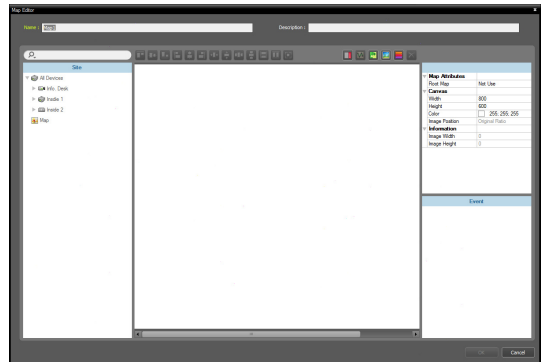 Map Editor
x
Name :
Description :
Site
All Devices
Info. Desk
Inside 1
Inside 2
Map
Map Attributes
Root Map Not Use
Canvas
Width 800
Height 600
Color 255; 255; 255
Image Position Original Ratio
Information
Image Width 0
Image Height 0
Event
Cancel